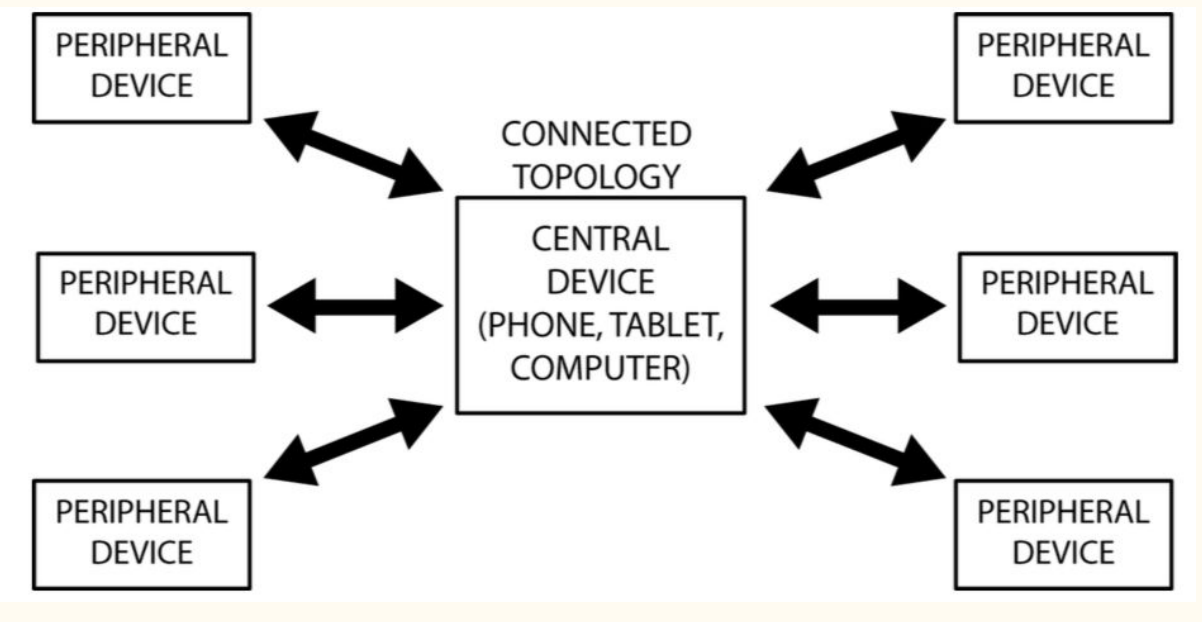 PERIPHERAL
DEVICE
PERIPHERAL
DEVICE
CONNECTED
TOPOLOGY
CENTRAL
DEVICE
(PHONE, TABLET,
COMPUTER)
PERIPHERAL
DEVICE
PERIPHERAL
DEVICE
PERIPHERAL
DEVICE
PERIPHERAL
DEVICE